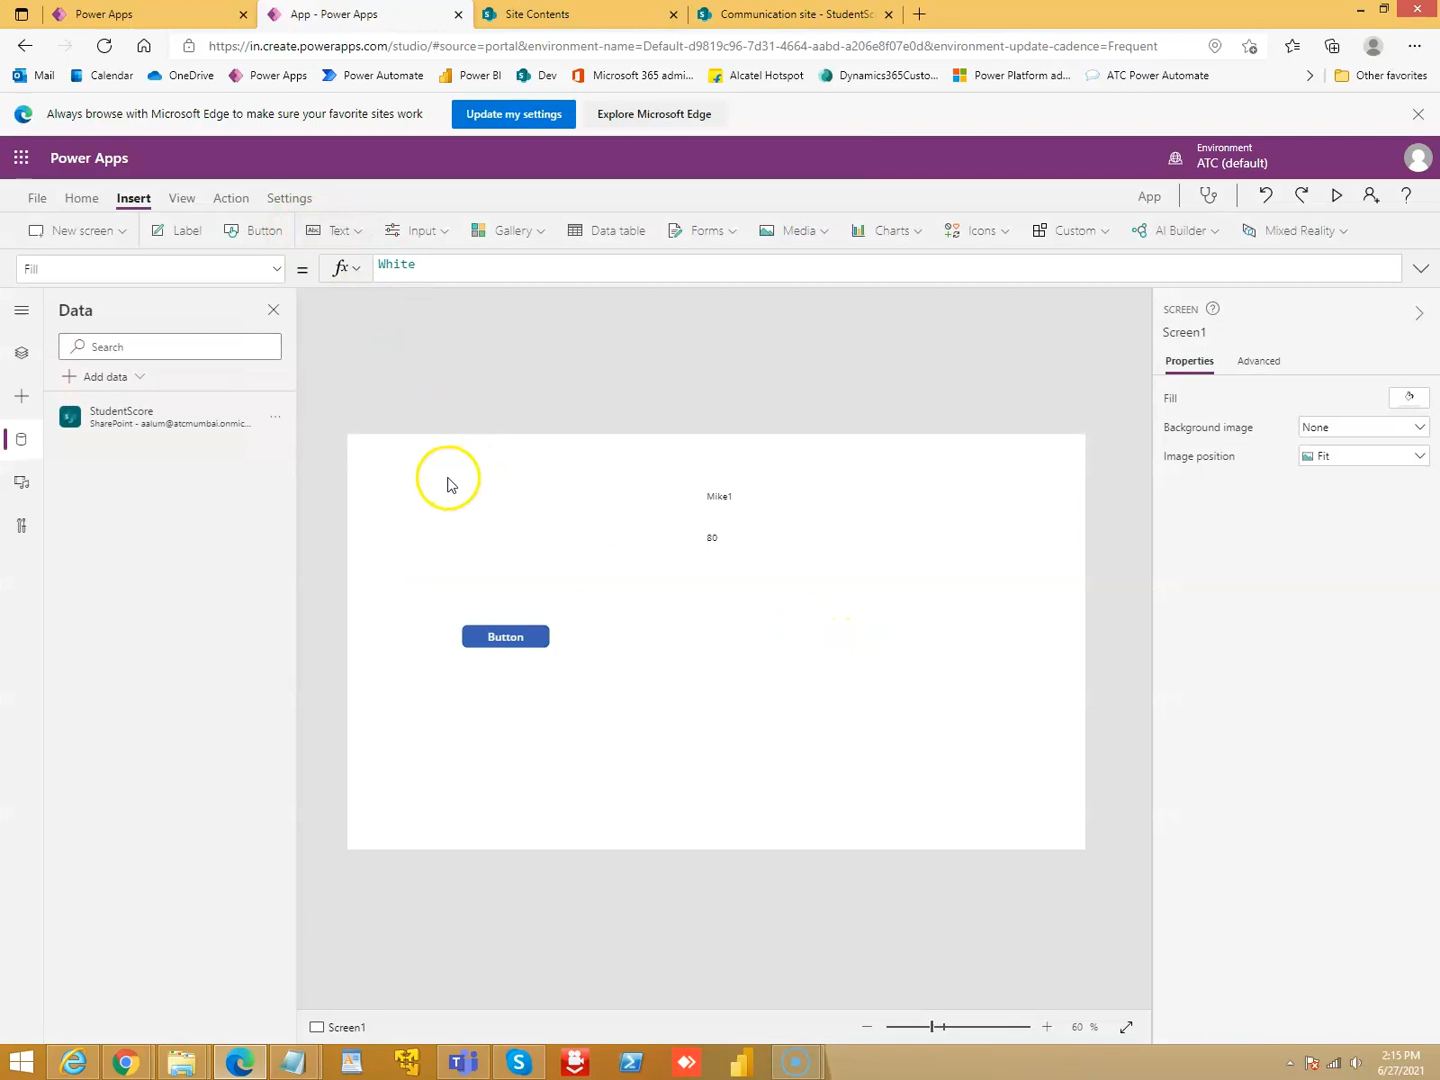 Power Apps
App - Power Apps
Site Contents
Communication site - StudentSc
https://in.create.powerapps.com/studio/#source=portal&environment-name=Default-d9819c96-7d31-4664-aabd-a206e8f07e0d&environment-update-cadence=Frequent
Mail
Calendar
OneDrive
Power Apps
Power Automate
Power BI
Dev
Microsoft 365 admi...
Alcatel Hotspot
Dynamics365Custo...
Power Platform ad...
ATC Power Automate
Other favorites
Always browse with Microsoft Edge to make sure your favorite sites work
Update my settings
Explore Microsoft Edge
Power Apps
Environment
ATC (default)
File
Home
Insert
View
Action
Settings
App
New screen
Label
Button
Abc
Text
Input
Gallery
Data table
Forms
Media
Charts
Icons
Custom
AI Builder
Mixed Reality
Fill
=
fx
White
Data
Search
Add data
StudentScore
SharePoint - aalum@atcmumbai.onmic...
Mike1
80
Button
SCREEN
Screen1
Properties
Advanced
Fill
Background image
None
Image position
Fit
Screen1
60 %
2:15 PM
6/27/2021